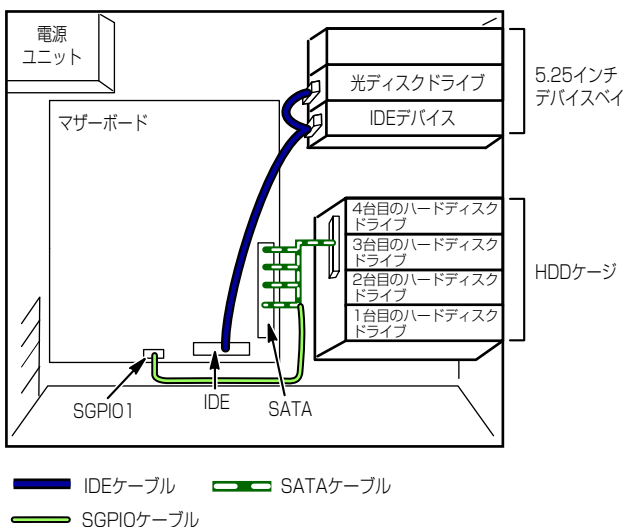 電源
ユニット
マザーボード
光ディスクドライブ
IDEデバイス
5.25インチ
デバイスベイ
4台目のハードディスク
ドライブ
3台目のハードディスク
ドライブ
2台目のハードディスク
ドライブ
1台目のハードディスク
ドライブ
HDDケージ
SGPIO1
IDE
SATA
IDEケーブル
SATAケーブル
SGPIOケーブル